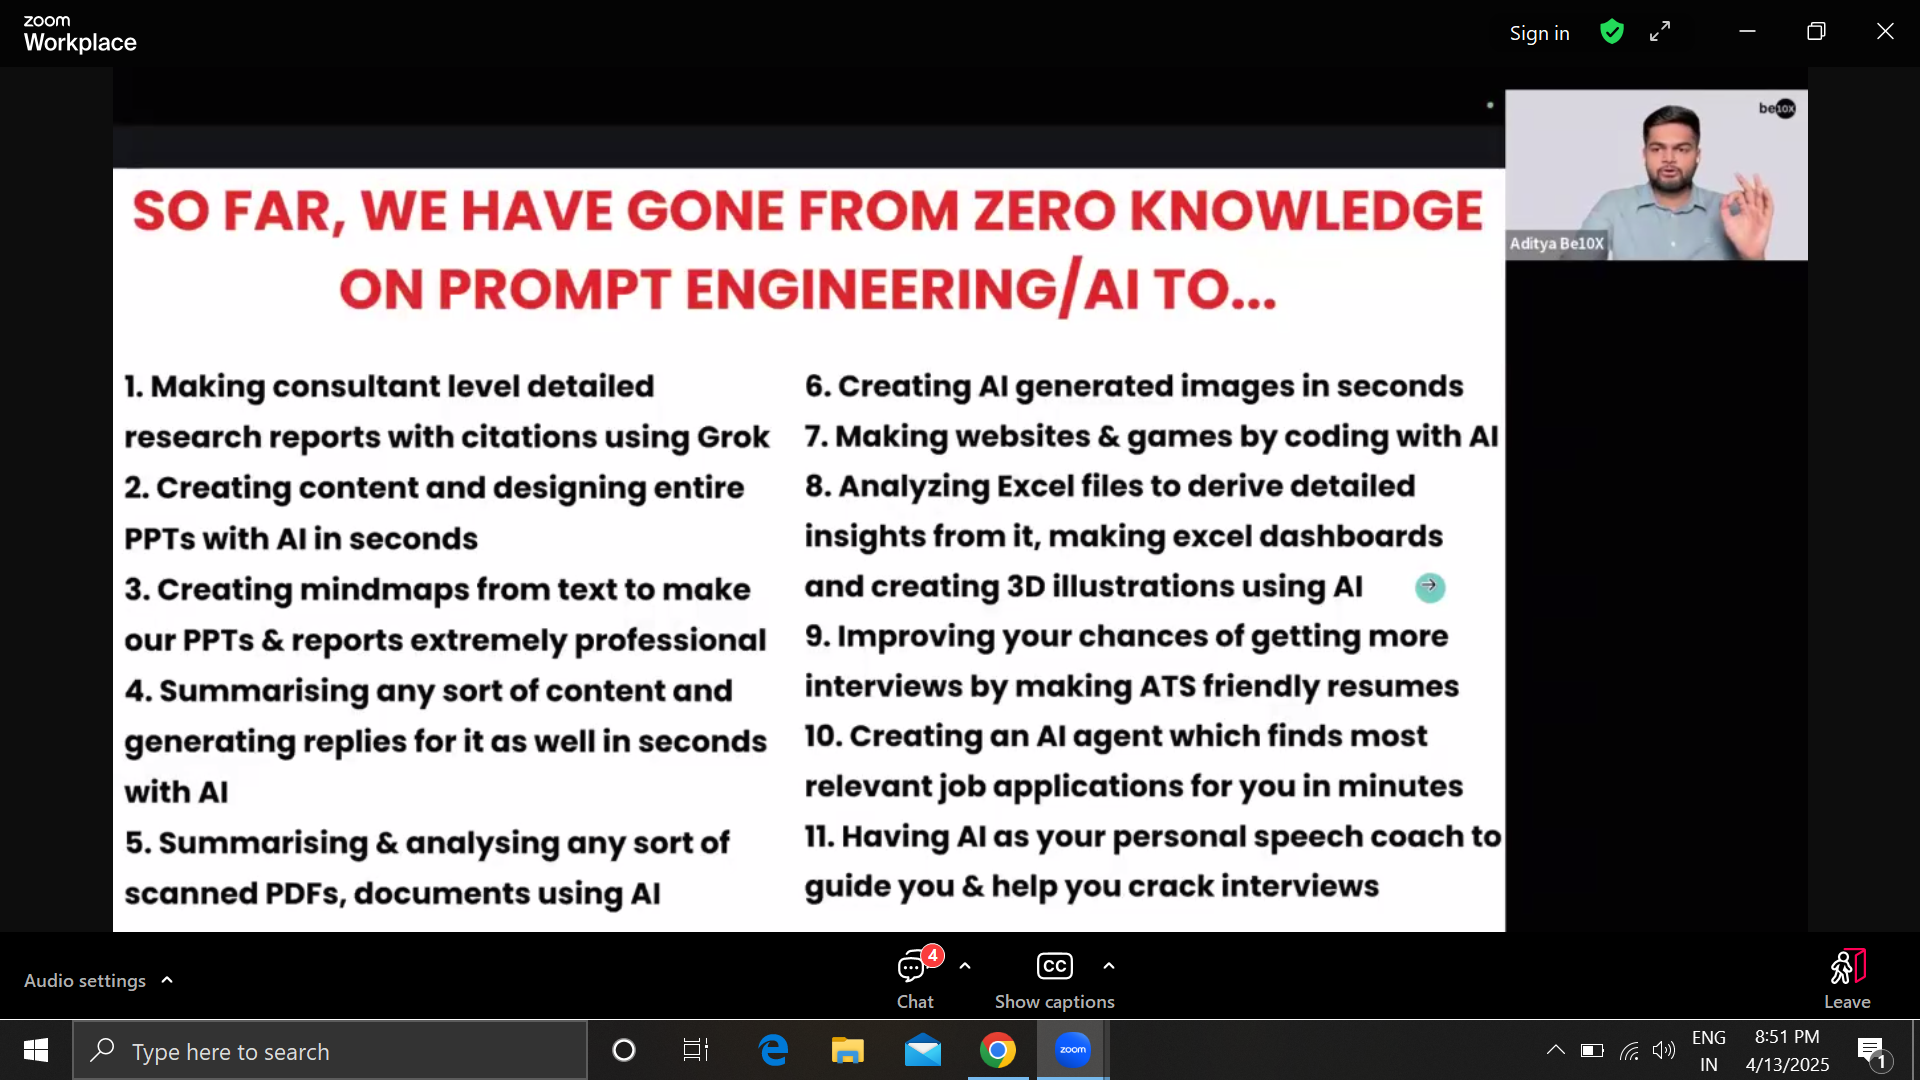 zoom
Workplace
Sign in
be10X
Aditya Be10X
SO FAR, WE HAVE GONE FROM ZERO KNOWLEDGE
ON PROMPT ENGINEERING/AI TO...
1. Making consultant level detailed
research reports with citations using Grok
2. Creating content and designing entire
PPTs with AI in seconds
3. Creating mindmaps from text to make
our PPTs & reports extremely professional
4. Summarising any sort of content and
generating replies for it as well in seconds
with AI
5. Summarising & analysing any sort of
scanned PDFs, documents using AI
6. Creating AI generated images in seconds
7. Making websites & games by coding with AI
8. Analyzing Excel files to derive detailed
insights from it, making excel dashboards
and creating 3D illustrations using AI
9. Improving your chances of getting more
interviews by making ATS friendly resumes
10. Creating an AI agent which finds most
relevant job applications for you in minutes
11. Having AI as your personal speech coach to
guide you & help you crack interviews
Audio settings
4
Chat
CC
Show captions
Leave
Type here to search
zoom
ENG
IN
8:51 PM
4/13/2025
1